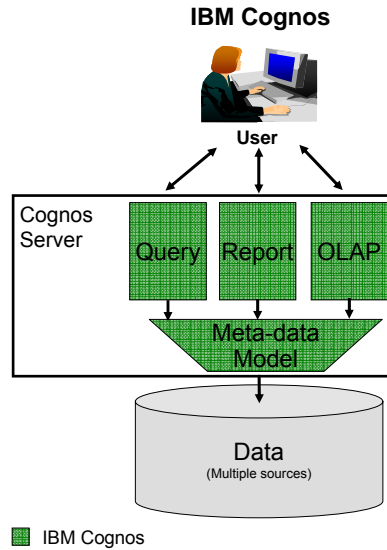 IBM Cognos
User
Cognos
Server
Query
Report
OLAP
Meta-data
Model
Data
(Multiple sources)
IBM Cognos